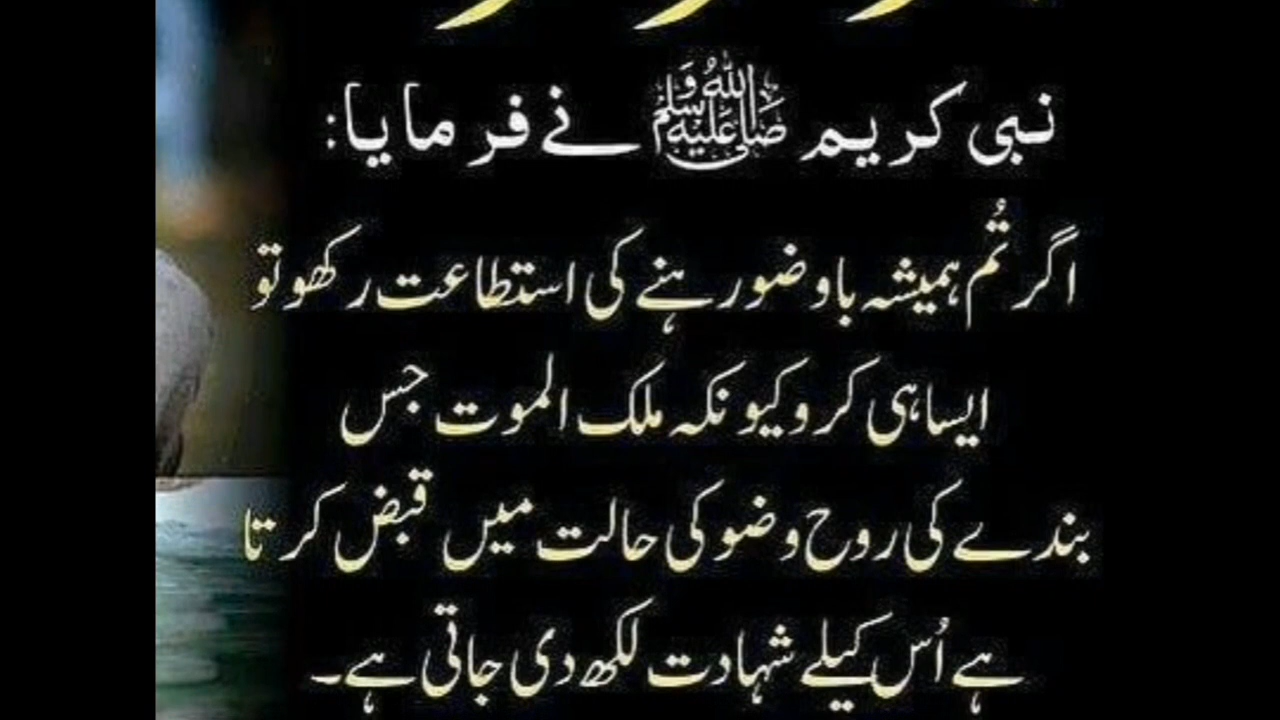 نبی کریم ﷺ نے فرمایا:
اگر تُم ہمیشہ باوضو رہنے کی استطاعت رکھو تو
ایسا ہی کرو کیونکہ ملک الموت جس
بندے کی روح وضو کی حالت میں قبض کرتا
ہے اُس کیلے شہادت لکھ دی جاتی ہے۔